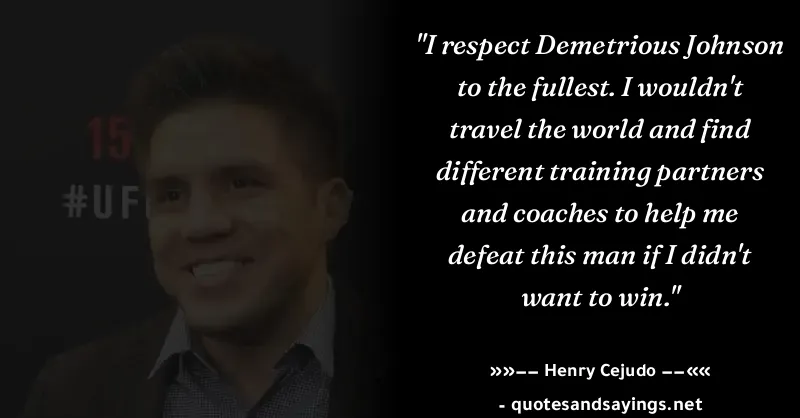 "I respect Demetrious Johnson
to the fullest. I wouldn't
travel the world and find
different training partners
and coaches to help me
defeat this man if I didn't
want to win."
»»−− Henry Cejudo −−««
- quotesandsayings.net
15
#UF